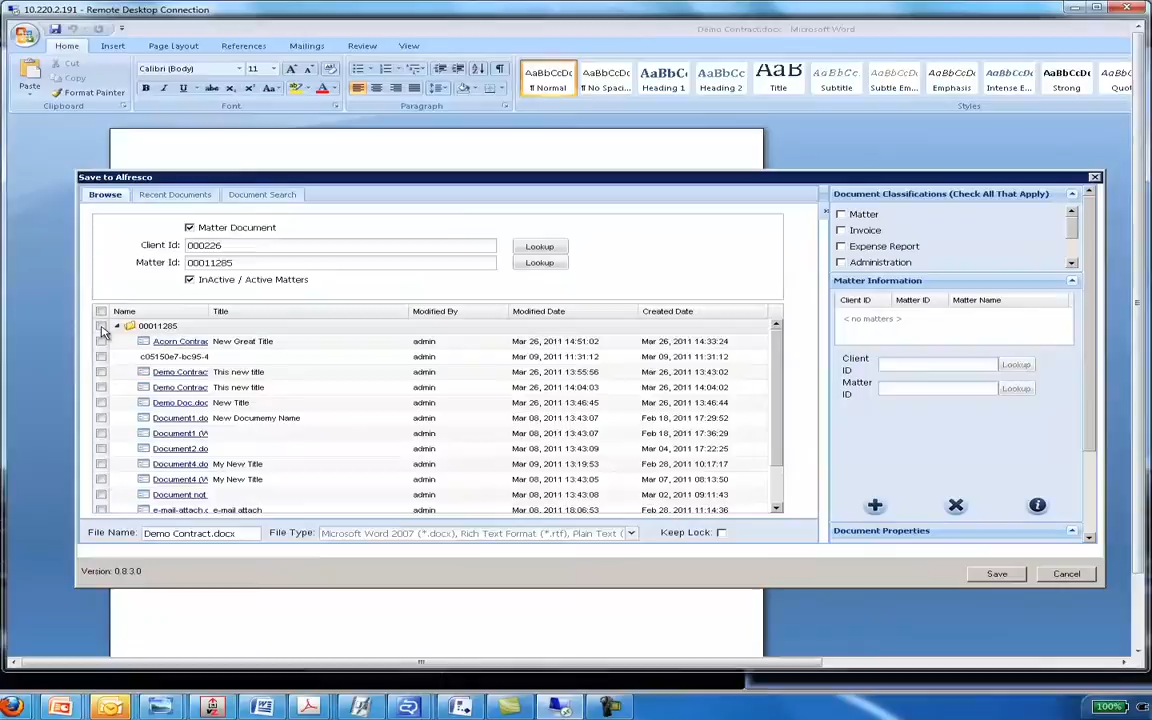 10.220.2.191 - Remote Desktop Connection
Demo Contract.docx - Microsoft Word
Home Insert Page Layout References Mailings Review View
Paste
Cut
Copy
Format Painter
Clipboard
Calibri (Body) 11
Font
Paragraph
AaBbCcDc AaBbCcDc AaBbCc AaBbCc AaB AaBbCc AaBbCcDc AaBbCcDc AaBbCcDc AaBbCcDc
¶ Normal ¶ No Spaci... Heading 1 Heading 2 Title Subtitle Subtle Em... Emphasis Intense E... Strong Quot
Styles
Save to Alfresco
Browse Recent Documents Document Search
Matter Document
Client Id: 000226 Lookup
Matter Id: 00011285 Lookup
InActive / Active Matters
Name Title Modified By Modified Date Created Date
00011285
Acorn Contrac New Great Title admin Mar 26, 2011 14:51:02 Mar 26, 2011 14:33:24
c05150e7-bc95-4 admin Mar 09, 2011 11:31:12 Mar 09, 2011 11:31:12
Demo Contrac This new title admin Mar 26, 2011 13:55:56 Mar 26, 2011 13:43:02
Demo Contrac This new title admin Mar 26, 2011 14:04:03 Mar 26, 2011 14:04:02
Demo Doc.doc New Title admin Mar 26, 2011 13:46:45 Mar 26, 2011 13:46:44
Document1.do New Documemy Name admin Mar 08, 2011 13:43:07 Feb 18, 2011 17:29:52
Document1 (W admin Mar 08, 2011 13:43:07 Feb 18, 2011 17:36:29
Document2.do admin Mar 08, 2011 13:43:09 Mar 04, 2011 17:22:25
Document4.do My New Title admin Mar 09, 2011 13:19:53 Feb 28, 2011 10:17:17
Document4 (W My New Title admin Mar 08, 2011 13:43:05 Mar 07, 2011 08:13:50
Document not admin Mar 08, 2011 13:43:08 Mar 02, 2011 09:11:43
e-mail-attach.c e-mail attach admin Mar 08, 2011 18:06:53 Feb 28, 2011 11:14:36
File Name: Demo Contract.docx File Type: Microsoft Word 2007 (*.docx), Rich Text Format (*.rtf), Plain Text ( Keep Lock:
Version: 0.8.3.0
Document Classifications (Check All That Apply)
Matter
Invoice
Expense Report
Administration
Matter Information
Client ID Matter ID Matter Name
< no matters >
Client ID Lookup
Matter ID Lookup
Document Properties
Save Cancel
100%